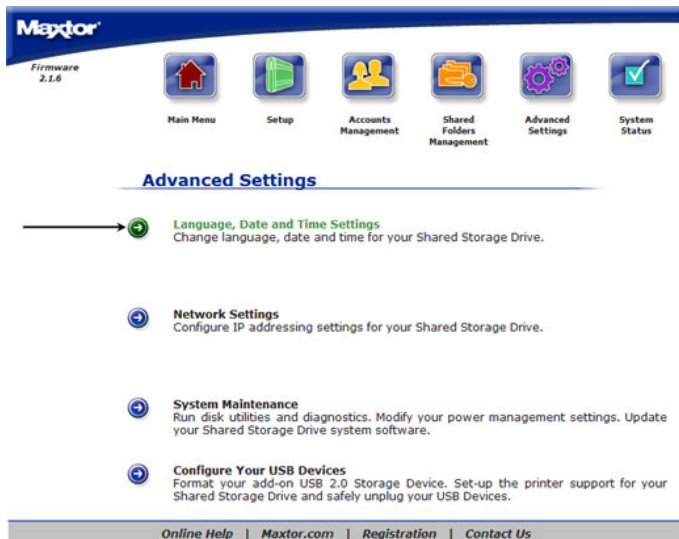 Maxtor
Firmware
2.1.6
Main Menu
Setup
Accounts
Management
Shared
Folders
Management
Advanced
Settings
System
Status
Advanced Settings
Language, Date and Time Settings
Change language, date and time for your Shared Storage Drive.
Network Settings
Configure IP addressing settings for your Shared Storage Drive.
System Maintenance
Run disk utilities and diagnostics. Modify your power management settings. Update
your Shared Storage Drive system software.
Configure Your USB Devices
Format your add-on USB 2.0 Storage Device. Set-up the printer support for your
Shared Storage Drive and safely unplug your USB Devices.
Online Help | Maxtor.com | Registration | Contact Us